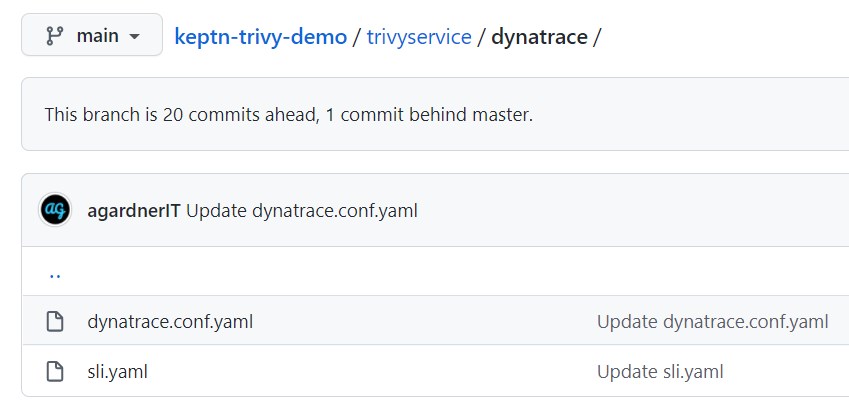 main keptn-trivy-demo / trivyservice / dynatrace /
This branch is 20 commits ahead, 1 commit behind master.
ag agardnerIT Update dynatrace.conf.yaml
..
dynatrace.conf.yaml Update dynatrace.conf.yaml
sli.yaml Update sli.yaml